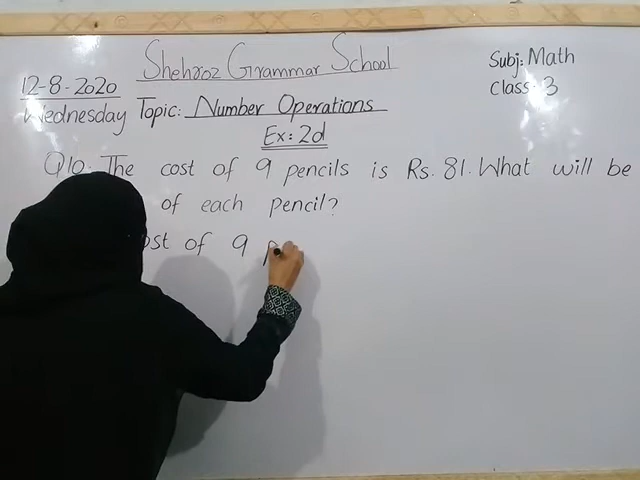 Shehroz Grammar School
Subj: Math
12-8-2020
Class: 3
Wednesday Topic: Number Operations
Ex: 2d
Q10. The cost of 9 pencils is Rs. 81. What will be
of each pencil?
ost of 9 p